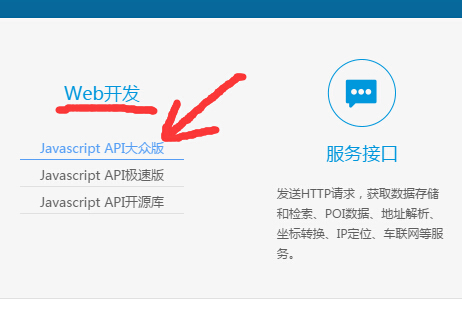 Web开发
Javascript API大众版
Javascript API极速版
Javascript API开源库
服务接口
发送HTTP请求，获取数据存储
和检索、POI数据、地址解析、
坐标转换、IP定位、车联网等服
务。